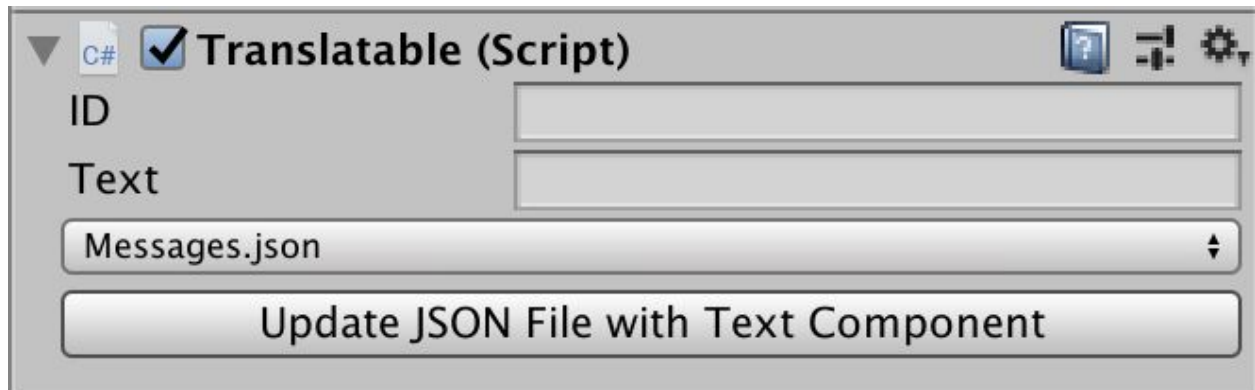 C# Translatable (Script) ?
ID
Text
Messages.json
Update JSON File with Text Component